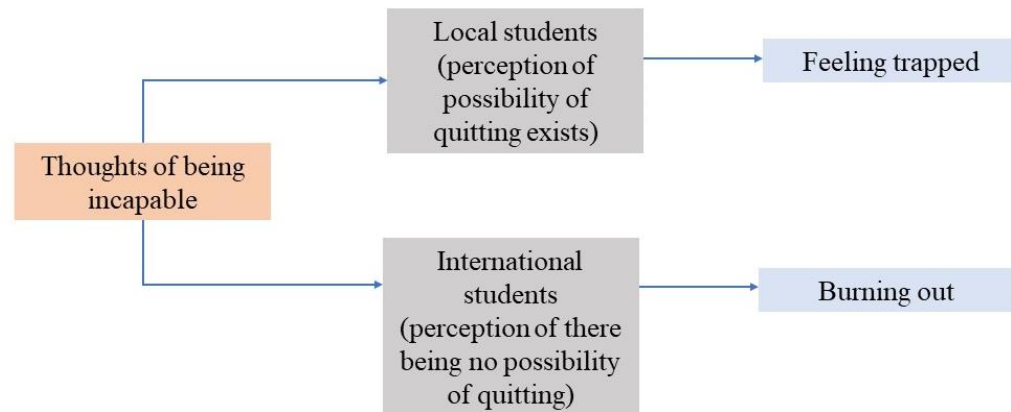 Thoughts of being
incapable
Local students
(perception of
possibility of
quitting exists)
Feeling trapped
International
students
(perception of there
being no possibility
of quitting)
Burning out